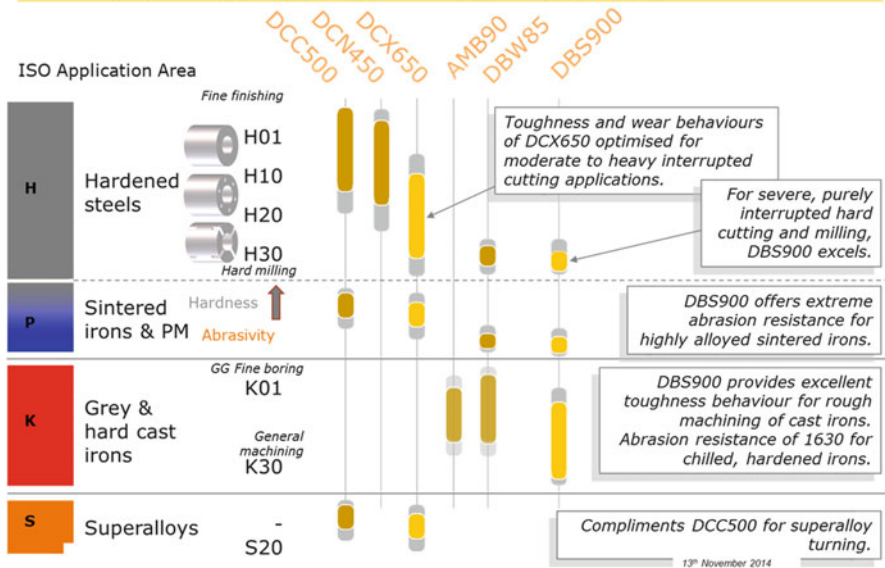 DCC500
DCN450
DCX650
AMB90
DBW85
DBS900
ISO Application Area
Fine finishing
H
Hardened
steels
H01
H10
H20
H30
Hard milling
Toughness and wear behaviours
of DCX650 optimised for
moderate to heavy interrupted
cutting applications.
For severe, purely
interrupted hard
cutting and milling,
DBS900 excels.
P
Sintered
irons & PM
Hardness
Abrasivity
DBS900 offers extreme
abrasion resistance for
highly alloyed sintered irons.
K
Grey &
hard cast
irons
GG Fine boring
K01
General
machining
K30
DBS900 provides excellent
toughness behaviour for rough
machining of cast irons.
Abrasion resistance of 1630 for
chilled, hardened irons.
S
Superalloys
-
S20
Compliments DCC500 for superalloy
turning.
13th November 2014